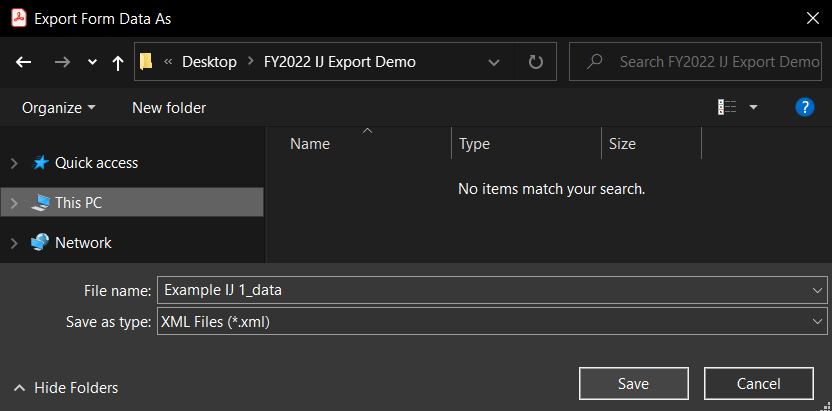 Export Form Data As
« Desktop > FY2022 IJ Export Demo
Search FY2022 IJ Export Demo
Organize
New folder
?
Name
Type
Size
Quick access
No items match your search.
This PC
Network
File name: Example IJ 1_data
Save as type: XML Files (*.xml)
Hide Folders
Save
Cancel